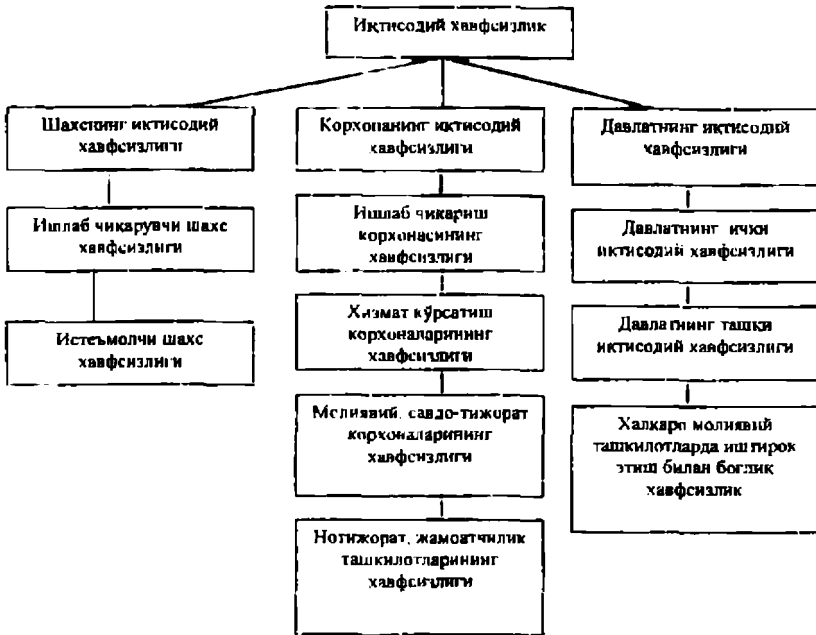 Иқтисодий хавфсизлик
Шахснинг иктисодий
хавфсизлиги
Ишлаб чикарувчи шахс
хавфсизлиги
Истеъмолчи шахс
хавфсизлиги
Корхонанинг иктисодий
хавфсизлиги
Ишлаб чикариш
корхонасининг
хавфсизлиги
Хизмат кўрсатиш
корхоналарининг
хавфсизлиги
Молиявий, савдо-тижорат
корхоналарининг
хавфсизлиги
Нотижорат, жамоатчилик
ташкилотларининг
хавфсизлиги
Давлатнинг иктисодий
хавфсизлиги
Давлатнинг ички
иктисодий хавфсизлиги
Давлатнинг ташки
иктисодий хавфсизлиги
Халкаро молиявий
ташкилотларда иштирок
этиш билан боглик
хавфсизлик